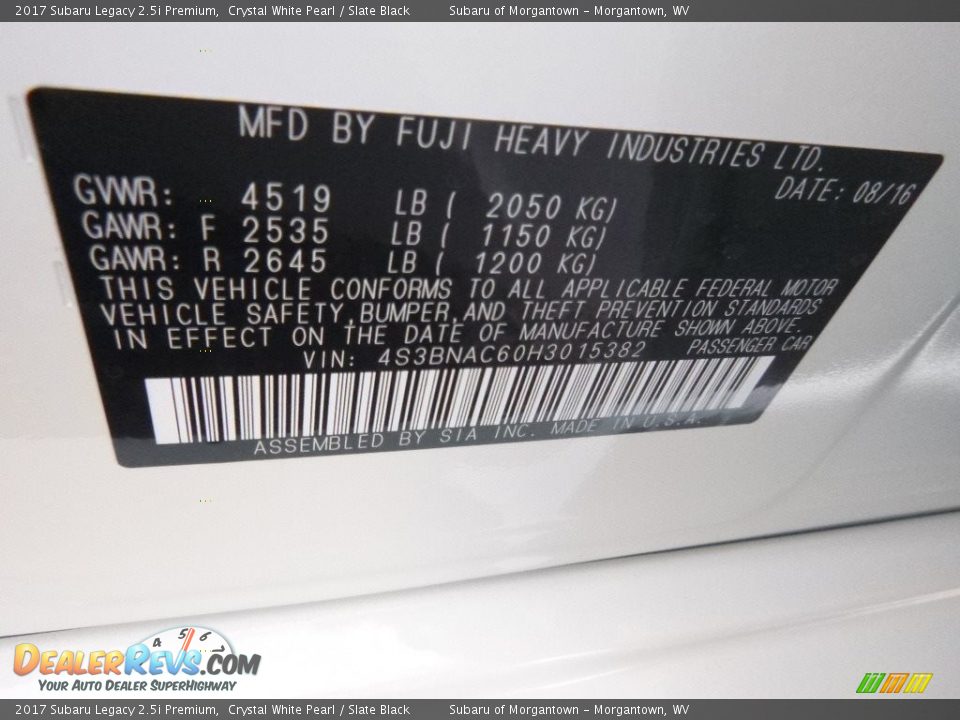 2017 Subaru Legacy 2.5i Premium, Crystal White Pearl / Slate Black Subaru of Morgantown - Morgantown, WV
MFD BY FUJI HEAVY INDUSTRIES LTD.
DATE: 08/16
GVWR: 4519 LB ( 2050 KG)
GAWR: F 2535 LB ( 1150 KG)
GAWR: R 2645 LB ( 1200 KG)
THIS VEHICLE CONFORMS TO ALL APPLICABLE FEDERAL MOTOR
VEHICLE SAFETY,BUMPER,AND THEFT PREVENTION STANDARDS
IN EFFECT ON THE DATE OF MANUFACTURE SHOWN ABOVE.
VIN: 4S3BNAC60H3015382 PASSENGER CAR
ASSEMBLED BY SIA INC. MADE IN U.S.A.
4 5 6
DealerRevs.com
Your Auto Dealer SuperHighway
2017 Subaru Legacy 2.5i Premium, Crystal White Pearl / Slate Black Subaru of Morgantown - Morgantown, WV